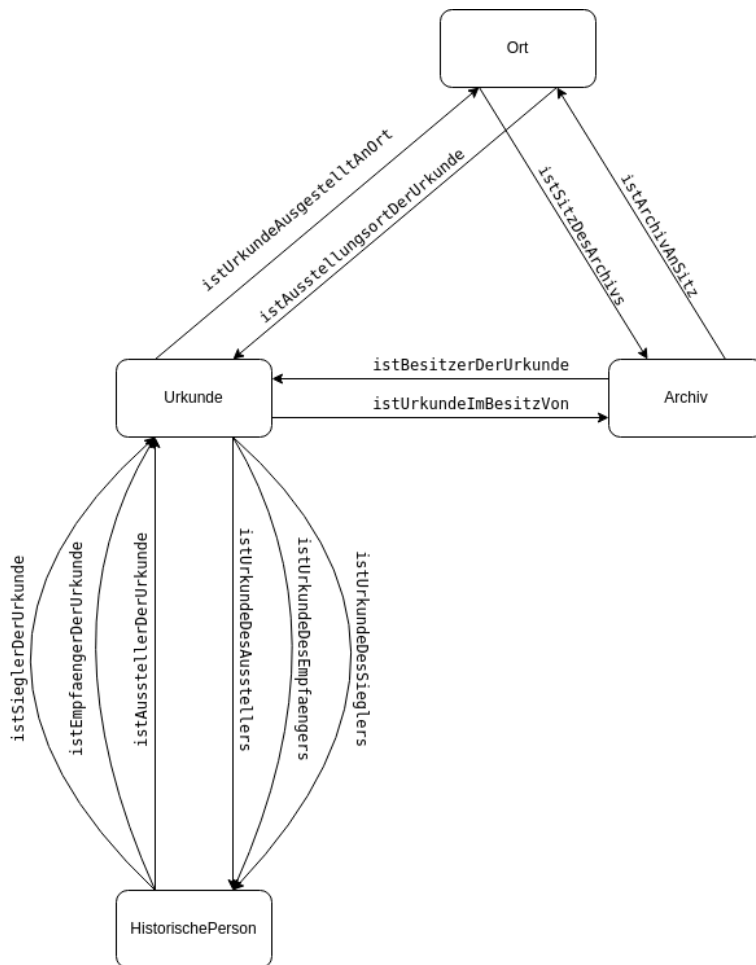 Ort
istUrkundeAusgestelltAnOrt
istAusstellungsortDerUrkunde
istSitzDesArchivs
istArchivAnSitz
istBesitzerDerUrkunde
istUrkundeImBesitzVon
Urkunde
Archiv
istSieglerDerUrkunde
istEmpfaengerDerUrkunde
istAusstellerDerUrkunde
istUrkundeDesAusstellers
istUrkundeDesEmpfaengers
istUrkundeDesSieglers
HistorischePerson